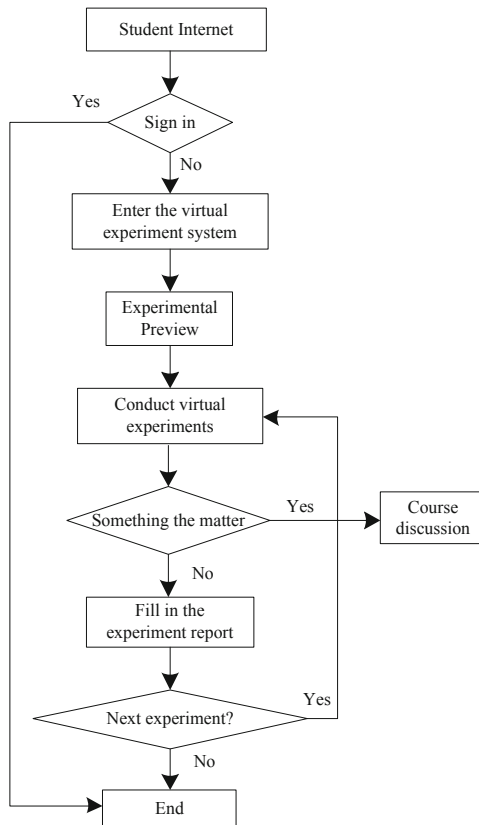 Student Internet
Yes
Sign in
No
Enter the virtual
experiment system
Experimental
Preview
Conduct virtual
experiments
Something the matter
Yes
Course
discussion
No
Fill in the
experiment report
Next experiment?
Yes
No
End